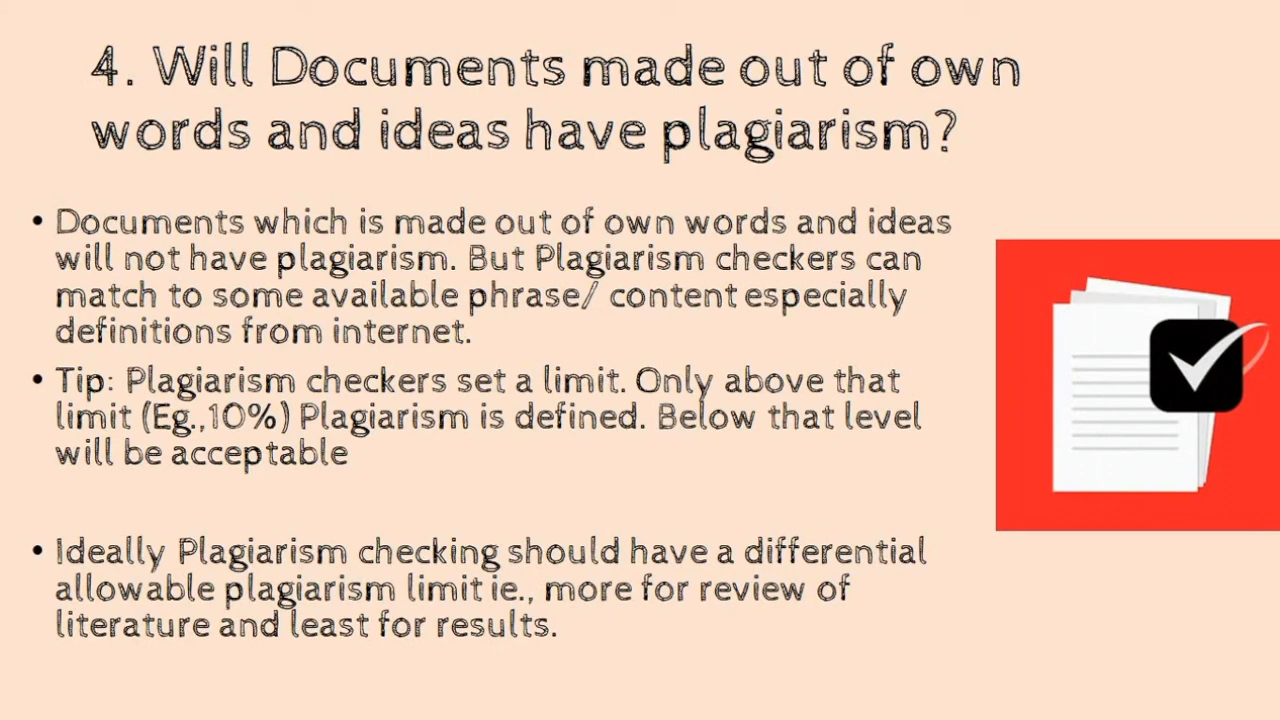 4. Will Documents made out of own
words and ideas have plagiarism?
• Documents which is made out of own words and ideas
will not have plagiarism. But Plagiarism checkers can
match to some available phrase/ content especially
definitions from internet.
• Tip: Plagiarism checkers set a limit. Only above that
limit (Eg.,10%) Plagiarism is defined. Below that level
will be acceptable
• Ideally Plagiarism checking should have a differential
allowable plagiarism limit ie., more for review of
literature and least for results.